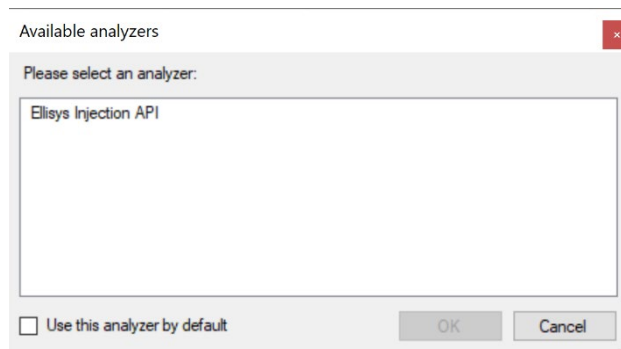 Available analyzers
Please select an analyzer:
Ellisys Injection API
Use this analyzer by default
OK
Cancel